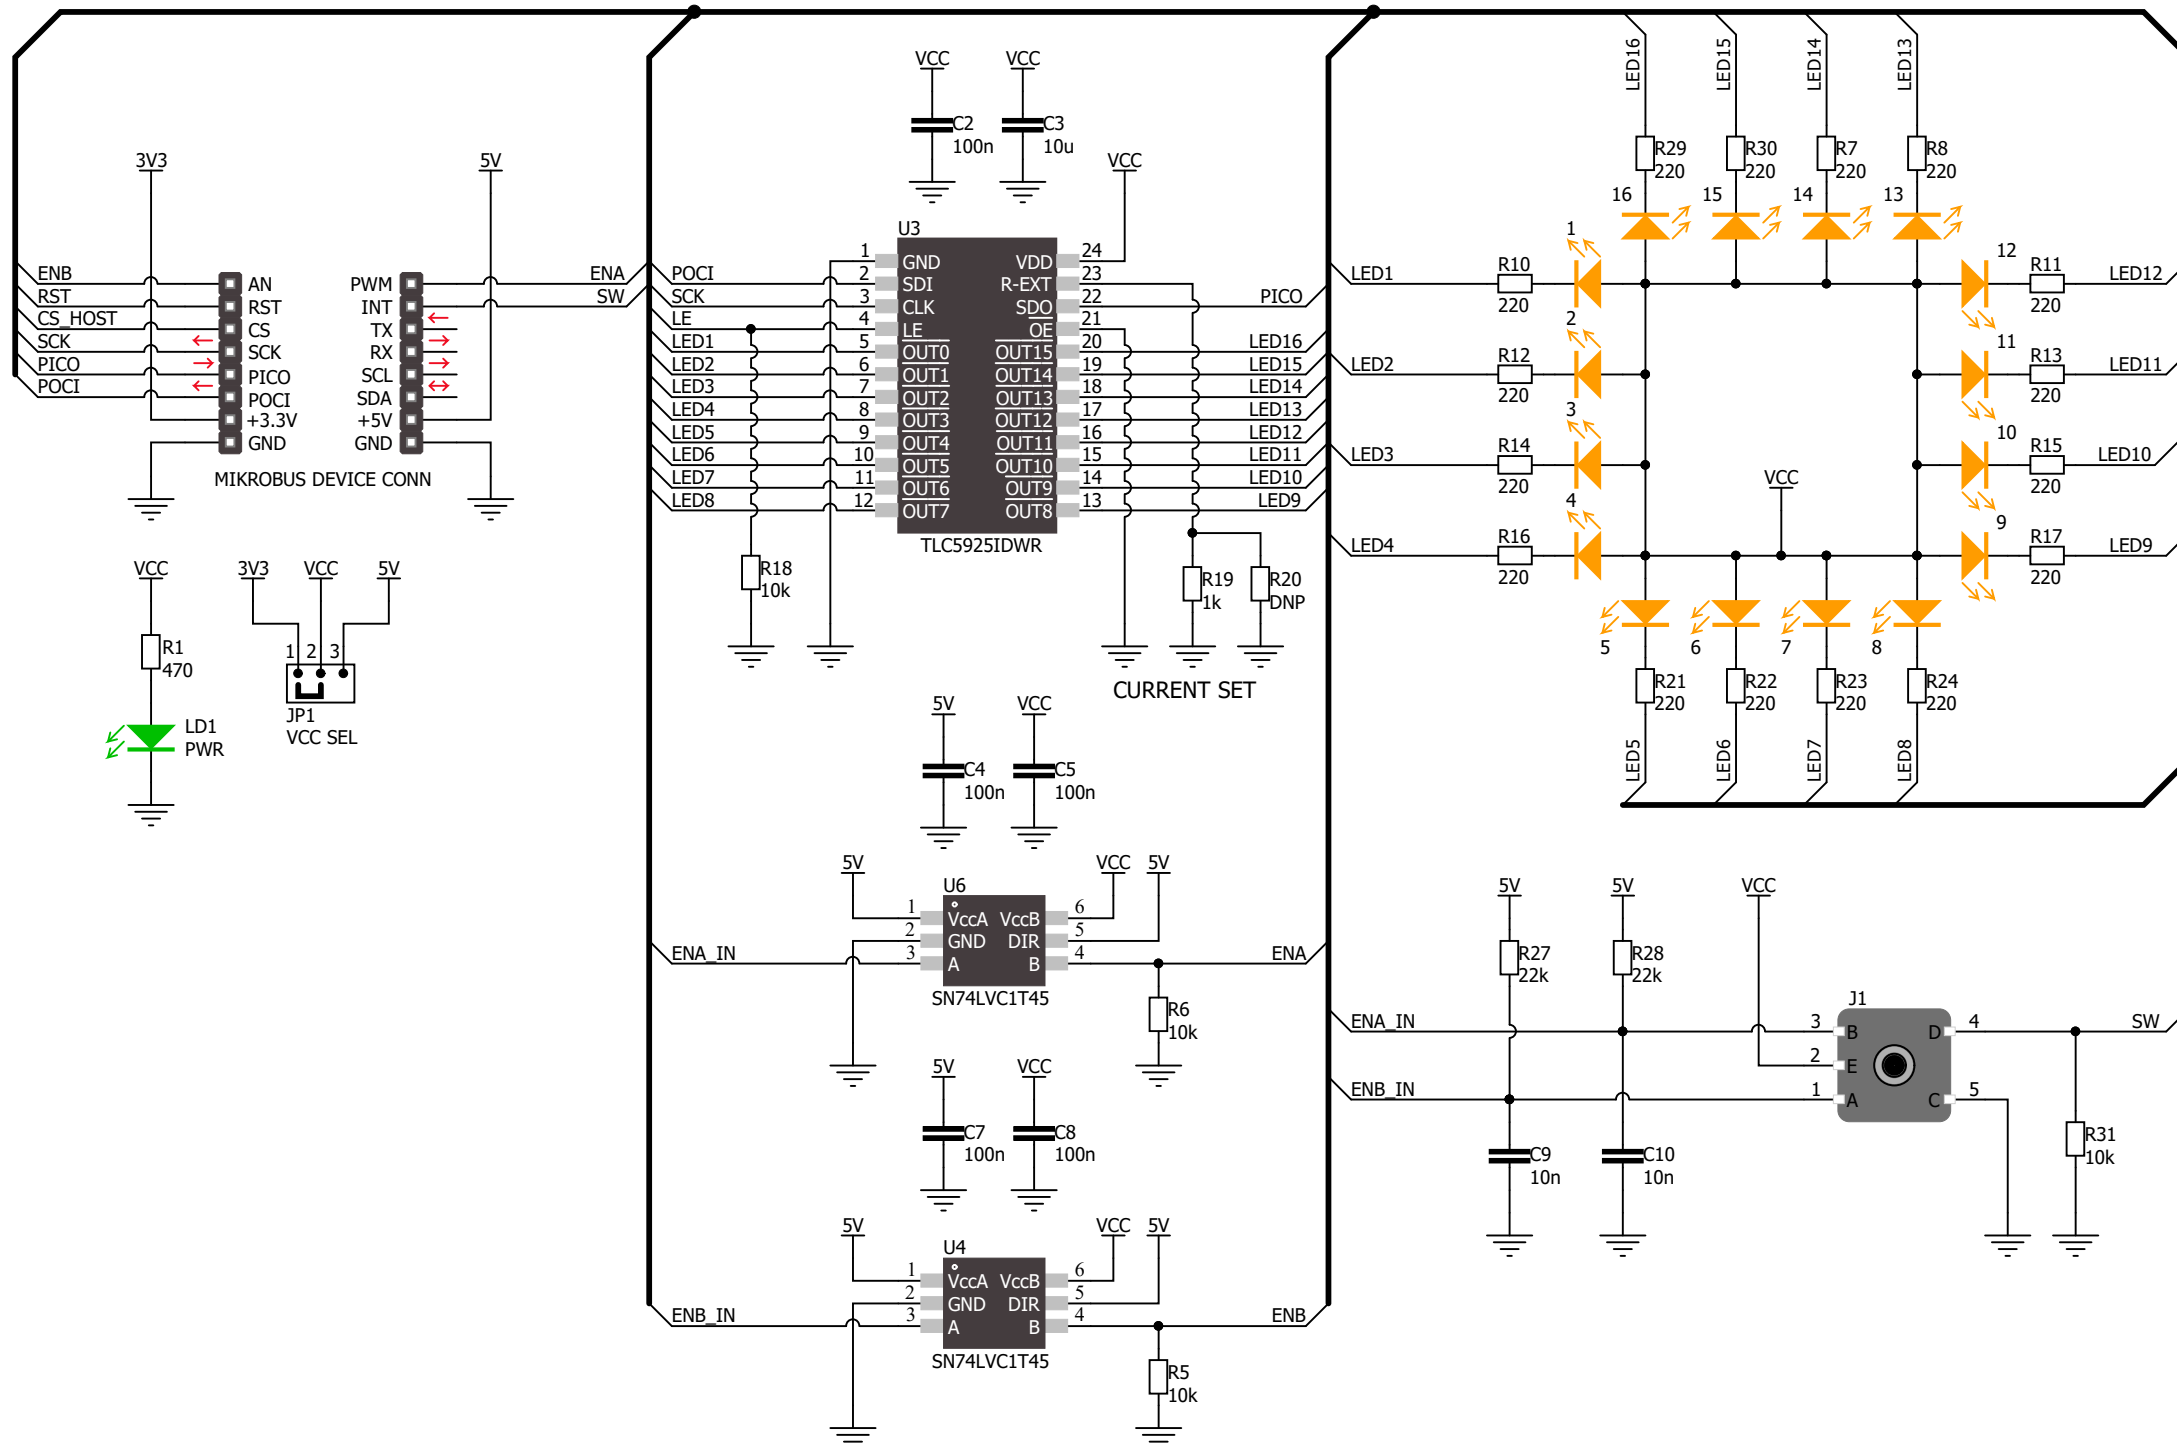 3V3
5V
ENB
RST
CS_HOST
SCK
PICO
POCI
AN
RST
CS
SCK
PICO
POCI
+3.3V
GND
PWM
INT
TX
RX
SCL
SDA
+5V
GND
ENA
SW
MIKROBUS DEVICE CONN
VCC
R1
470
LD1
PWR
3V3 VCC 5V
1 2 3
JP1
VCC SEL
VCC
C2
100n
VCC
C3
10u
VCC
U3
POCI
SCK
LE
LED1
LED2
LED3
LED4
LED5
LED6
LED7
LED8
1 GND VDD 24
2 SDI R-EXT 23
3 CLK SDO 22
4 LE OE 21
5 OUT0 OUT15 20
6 OUT1 OUT14 19
7 OUT2 OUT13 18
8 OUT3 OUT12 17
9 OUT4 OUT11 16
10 OUT5 OUT10 15
11 OUT6 OUT9 14
12 OUT7 OUT8 13
TLC5925IDWR
PICO
LED16
LED15
LED14
LED13
LED12
LED11
LED10
LED9
R18
10k
R19
1k
R20
DNP
CURRENT SET
5V
C4
100n
VCC
C5
100n
5V
VCC 5V
U6
1 VccA VccB 6
2 GND DIR 5
3 A B 4
SN74LVC1T45
ENA_IN
ENA
R6
10k
5V
C7
100n
VCC
C8
100n
5V
VCC 5V
U4
1 VccA VccB 6
2 GND DIR 5
3 A B 4
SN74LVC1T45
ENB_IN
ENB
R5
10k
LED16 LED15 LED14 LED13
R29
220
R30
220
R7
220
R8
220
16 15 14 13
LED1
R10
220
1
12
R11
220
LED12
LED2
R12
220
2
11
R13
220
LED11
LED3
R14
220
3
10
R15
220
LED10
VCC
LED4
R16
220
4
9
R17
220
LED9
5 6 7 8
R21
220
R22
220
R23
220
R24
220
LED5 LED6 LED7 LED8
5V
R27
22k
5V
R28
22k
VCC
J1
ENA_IN
ENB_IN
3 B D 4
2 E
1 A C 5
SW
C9
10n
C10
10n
R31
10k